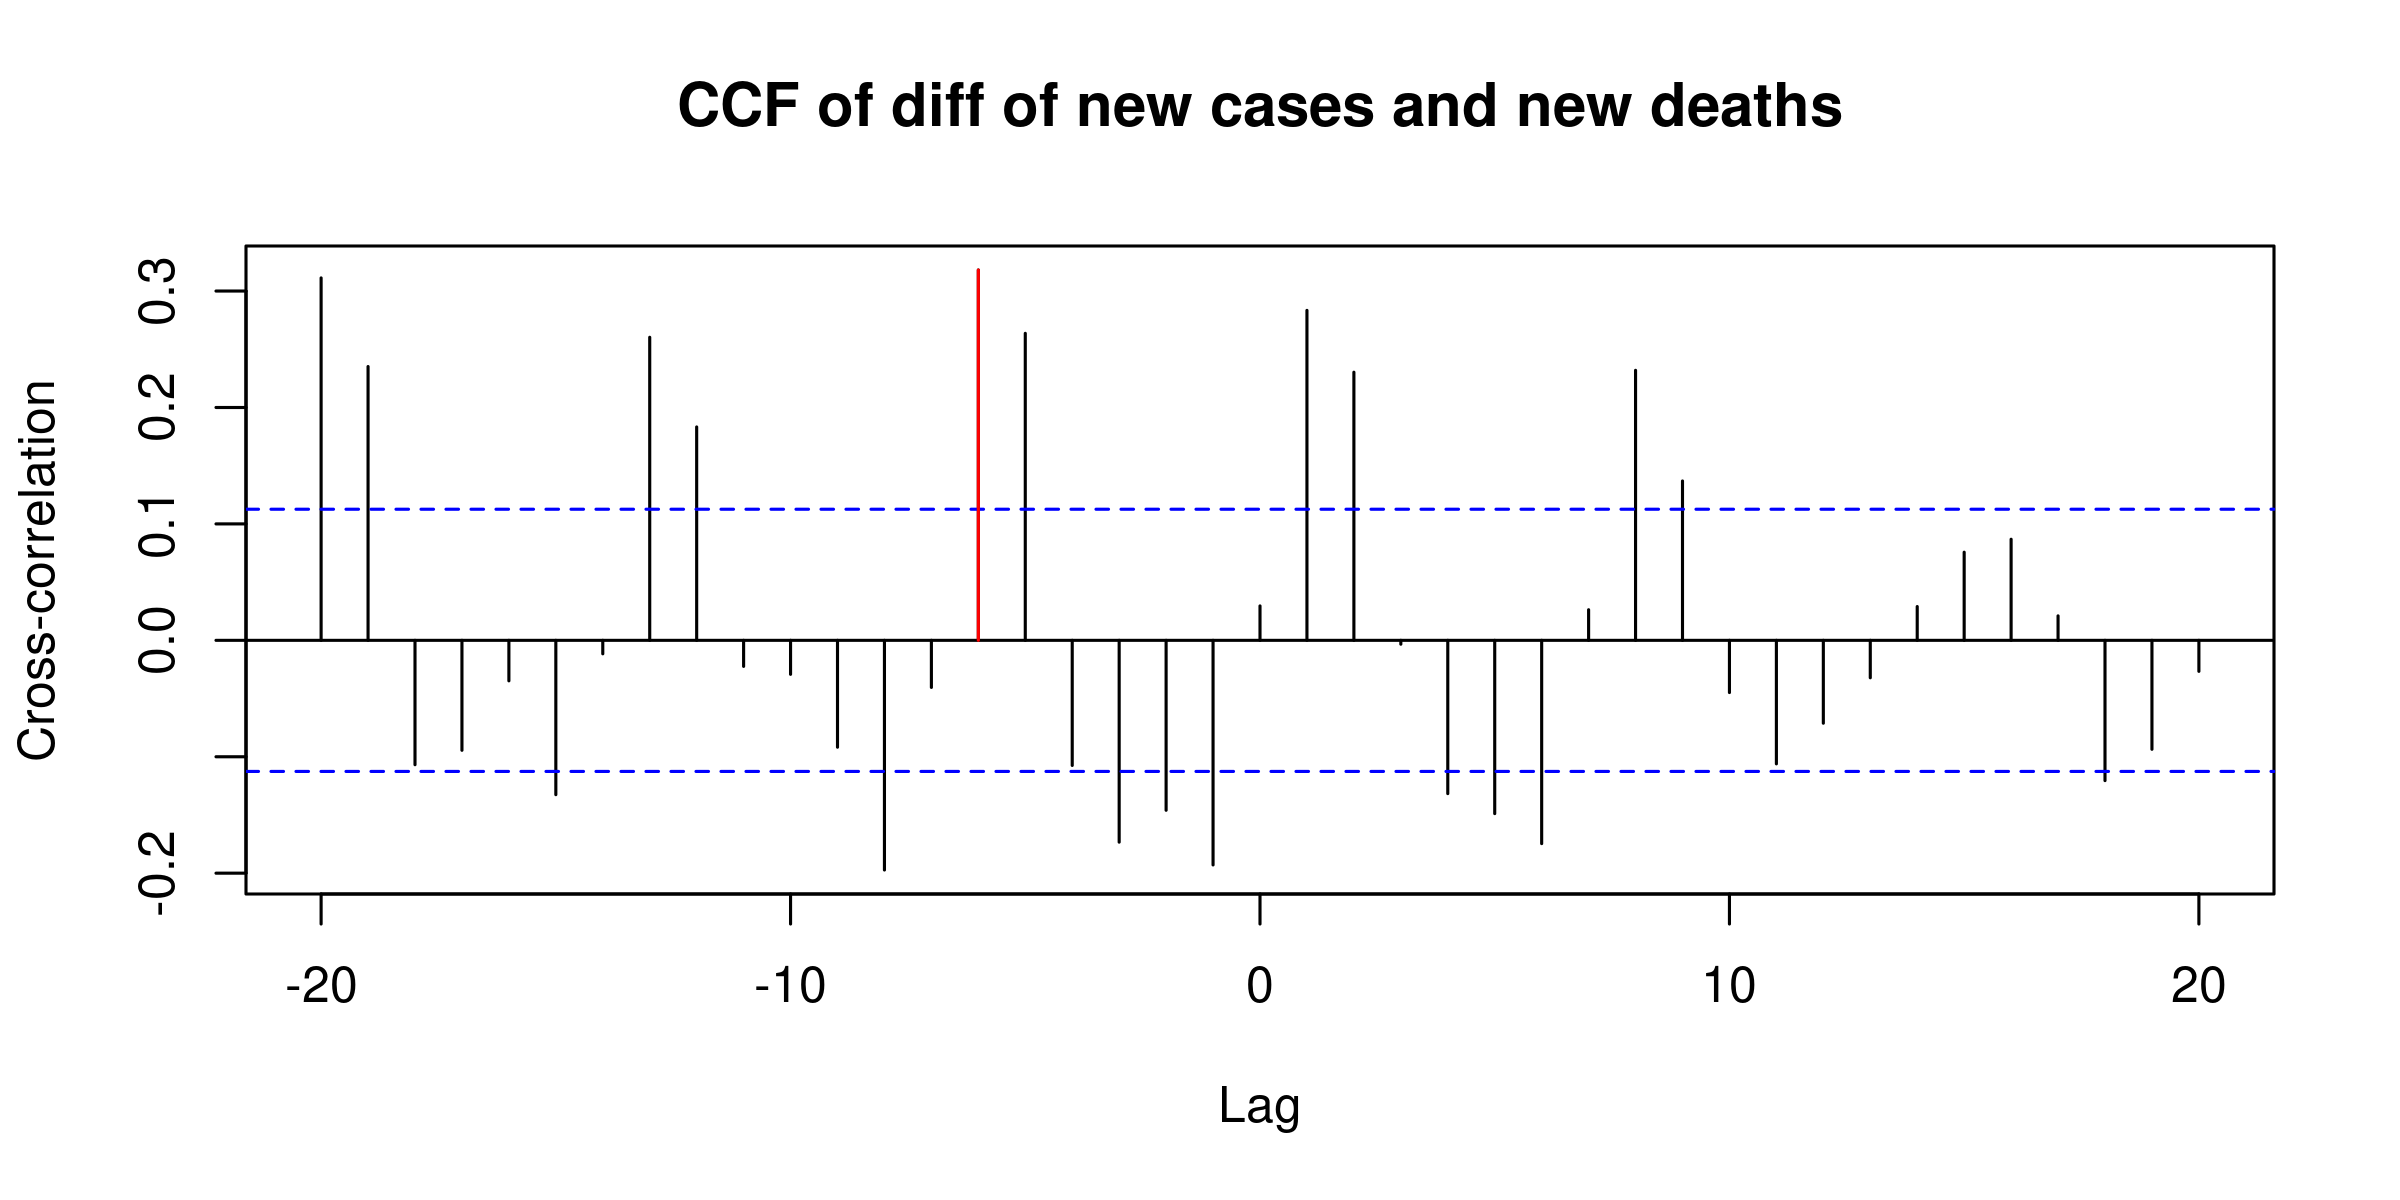 CCF of diff of new cases and new deaths
Cross-correlation
0.3
0.2
0.1
0.0
-0.2
-20 -10 0 10 20
Lag